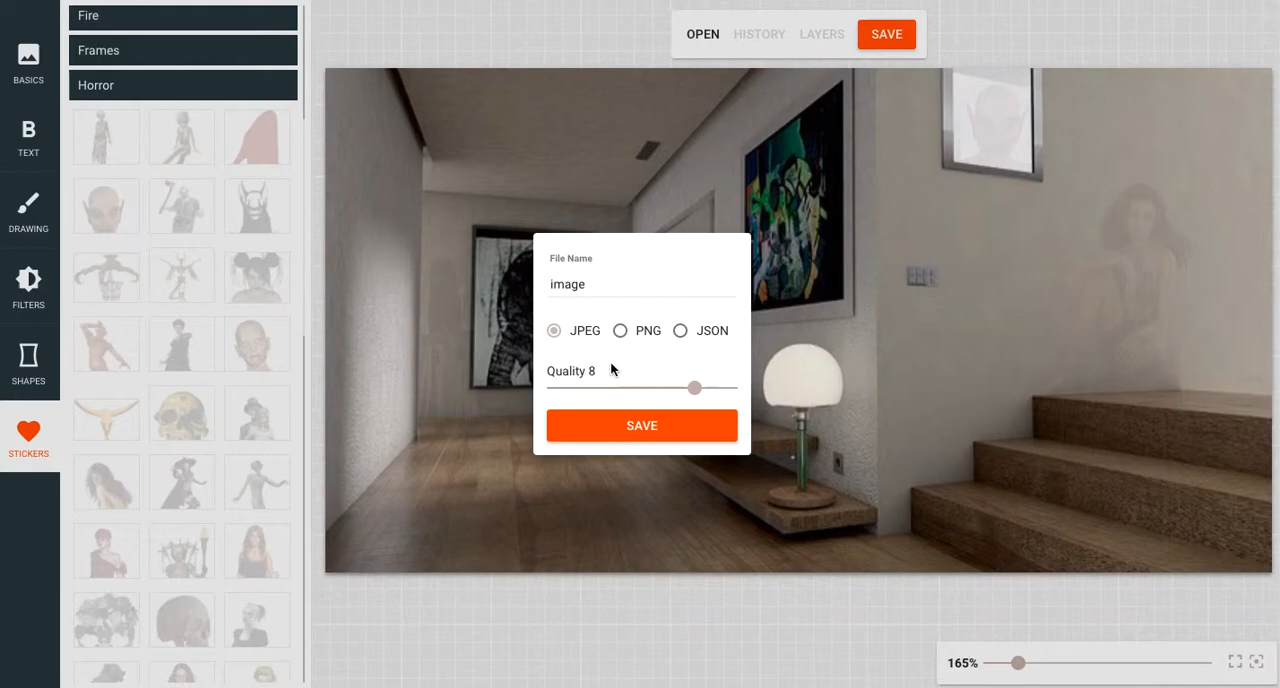 Fire
Frames
Horror
BASICS
TEXT
B
DRAWING
FILTERS
SHAPES
STICKERS
OPEN HISTORY LAYERS SAVE
File Name
image
JPEG PNG JSON
Quality 8
SAVE
165%